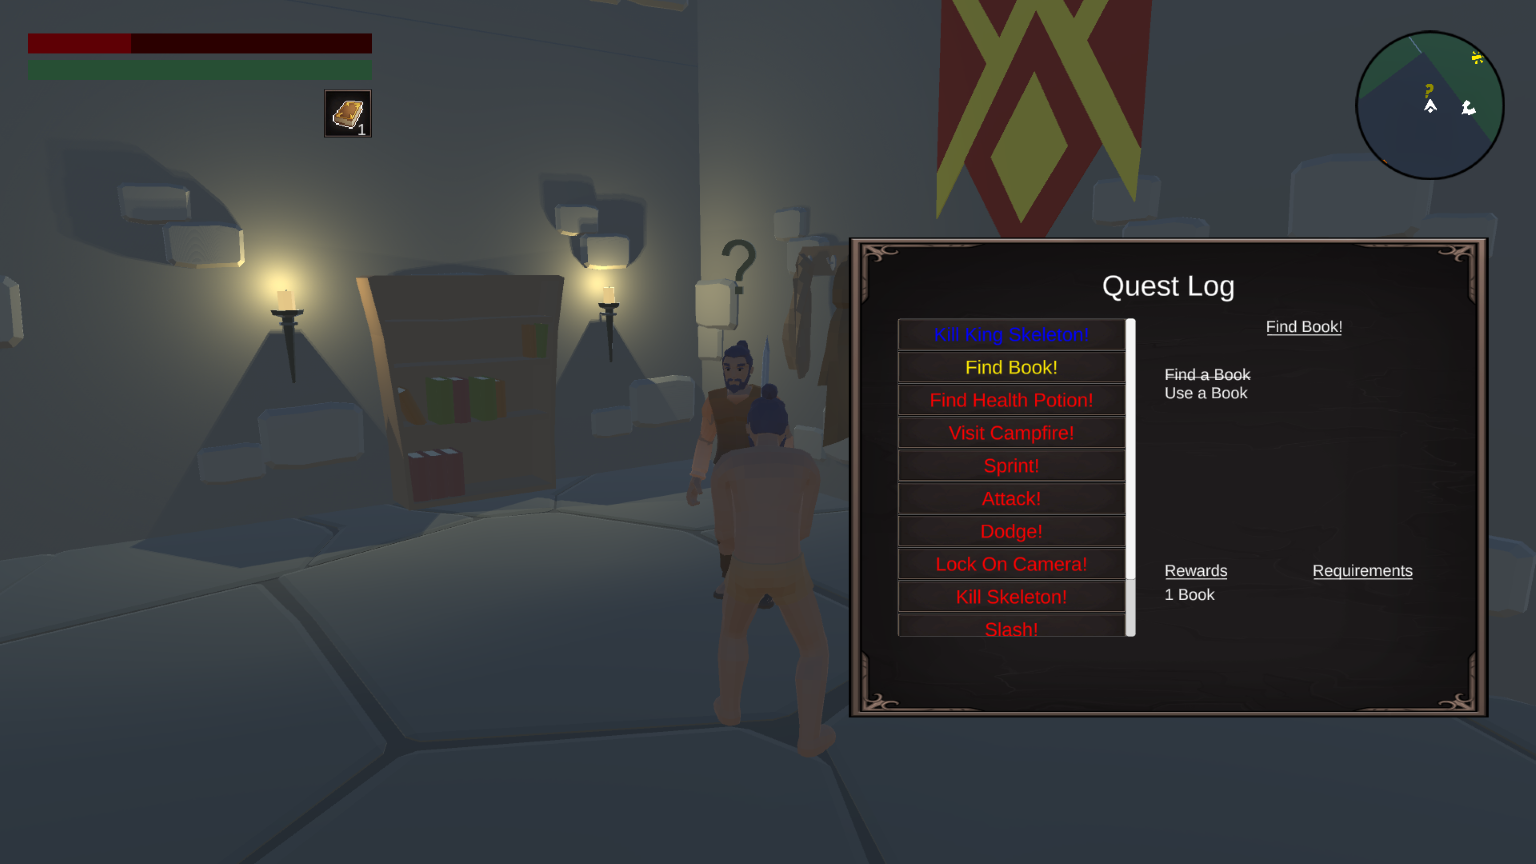 1
?
?
Quest Log
Kill King Skeleton!
Find Book!
Find Health Potion!
Visit Campfire!
Sprint!
Attack!
Dodge!
Lock On Camera!
Kill Skeleton!
Slash!
Find Book!
Find a Book
Use a Book
Rewards
Requirements
1 Book